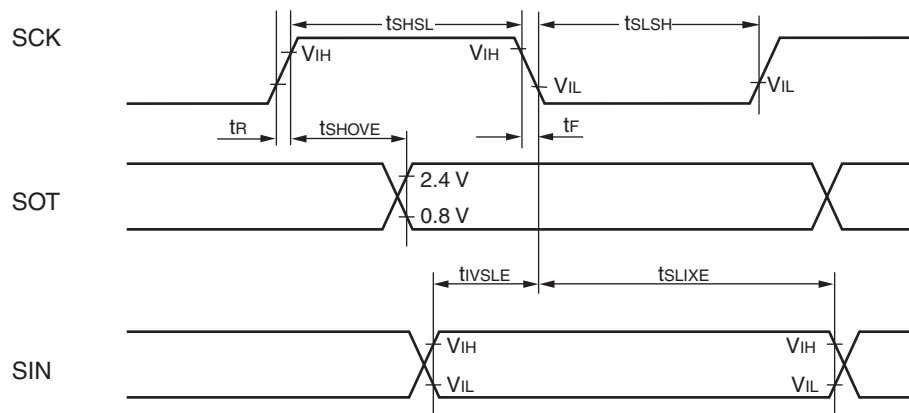 SCK
tSHSL
tSLSH
VIH
VIH
VIL
VIL
tR
tSHOVE
tF
SOT
2.4 V
0.8 V
tIVSLE
tSLIXE
SIN
VIH
VIH
VIL
VIL